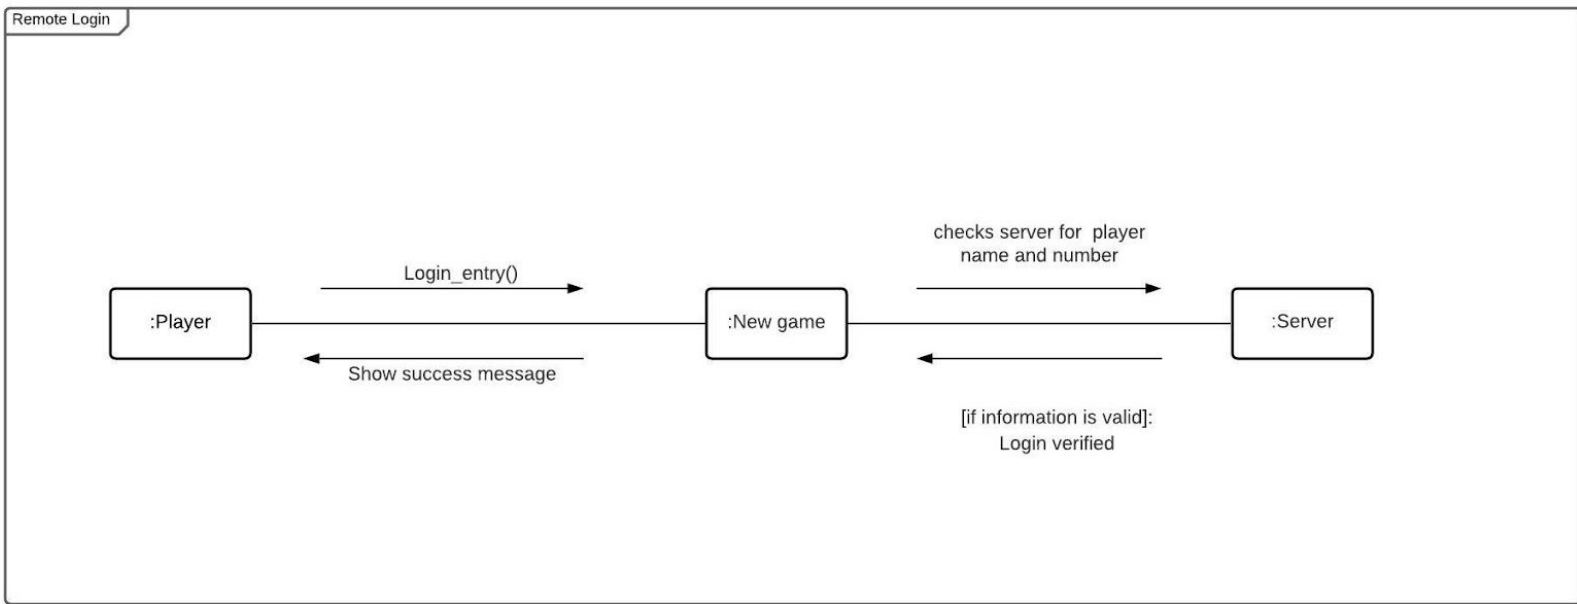 Remote Login
checks server for  player
name and number
Login_entry()
:Player
:New game
:Server
Show success message
[if information is valid]:
Login verified